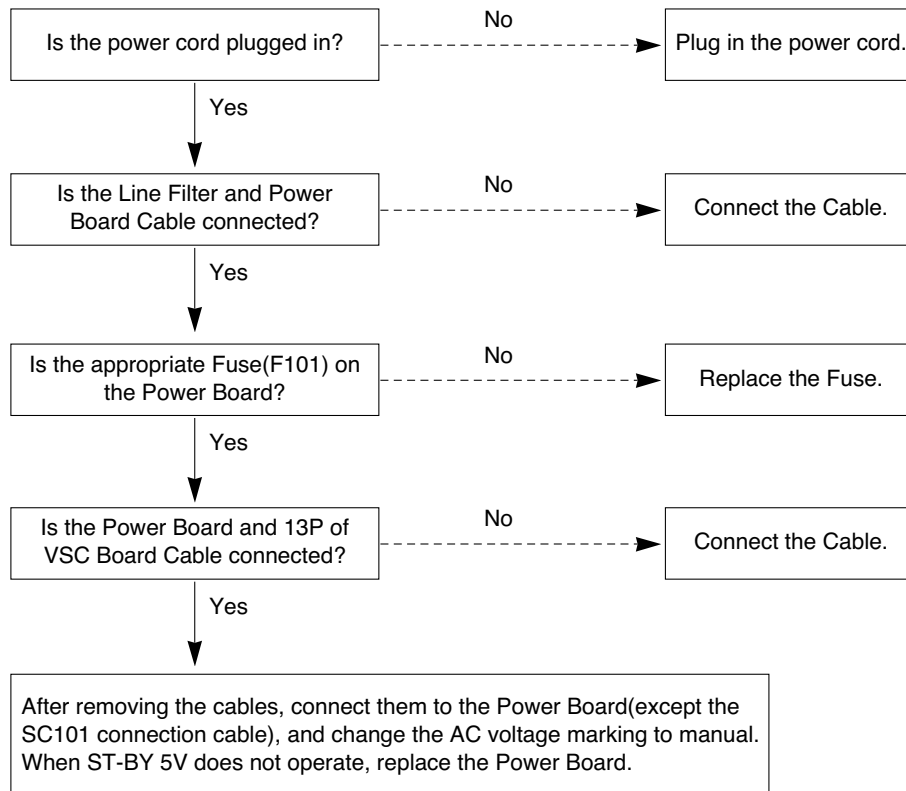 Is the power cord plugged in?
No
Plug in the power cord.
Yes
Is the Line Filter and Power
Board Cable connected?
No
Connect the Cable.
Yes
Is the appropriate Fuse(F101) on
the Power Board?
No
Replace the Fuse.
Yes
Is the Power Board and 13P of
VSC Board Cable connected?
No
Connect the Cable.
Yes
After removing the cables, connect them to the Power Board(except the
SC101 connection cable), and change the AC voltage marking to manual.
When ST-BY 5V does not operate, replace the Power Board.